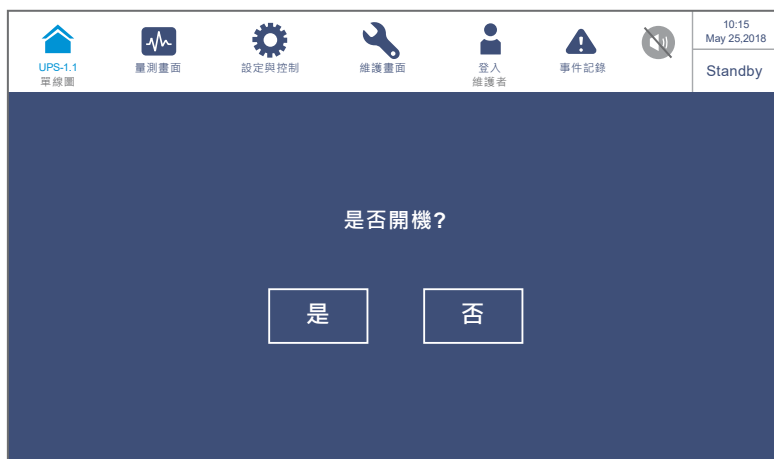 UPS-1.1
單線圖
量測畫面
設定與控制
維護畫面
登入
維護者
事件記錄
10:15
May 25,2018
Standby
是否開機?
是
否